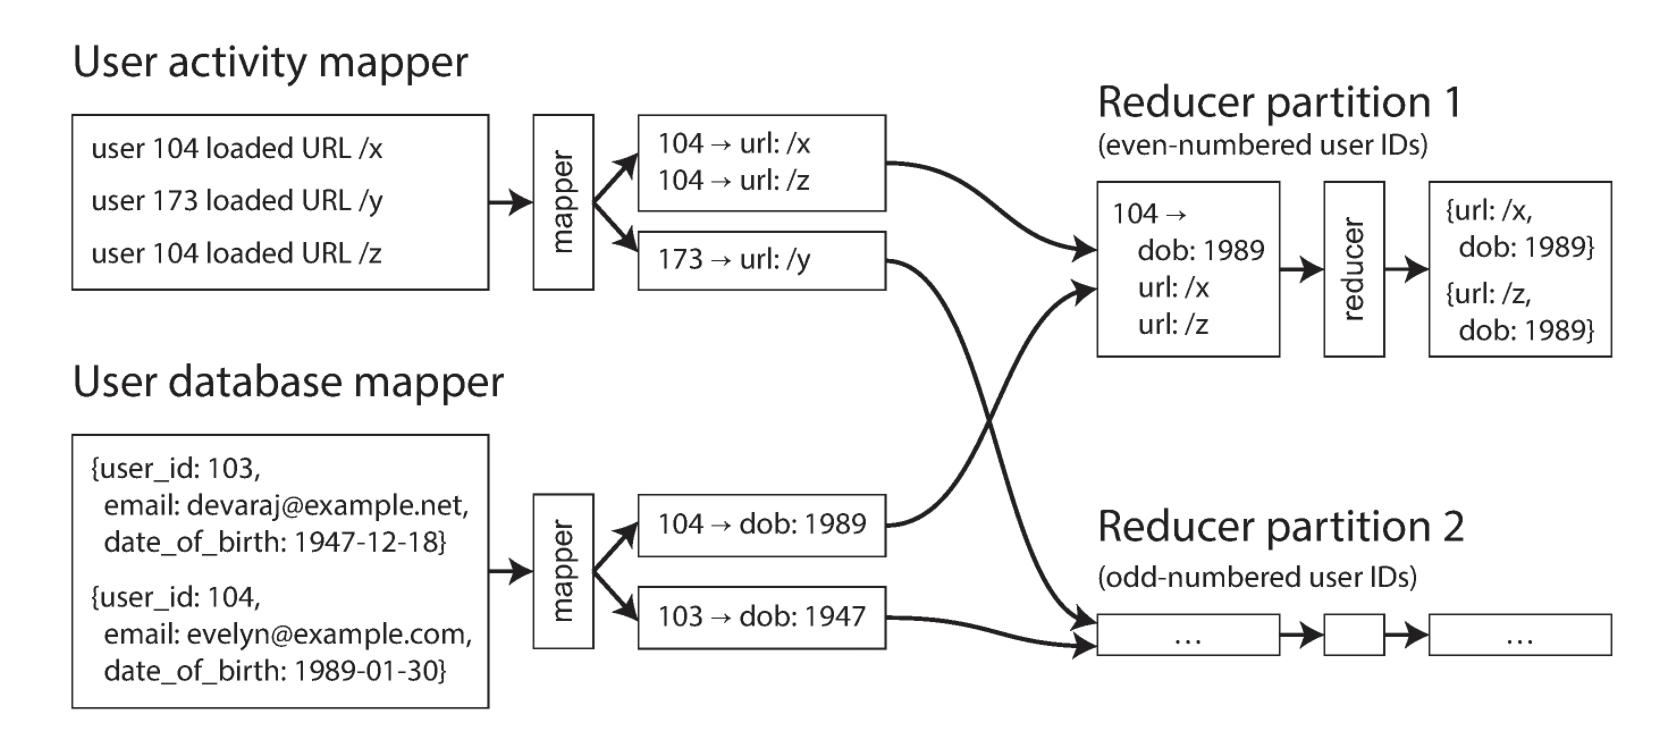 User activity mapper
user 104 loaded URL /x
user 173 loaded URL /y
user 104 loaded URL /z
mapper
104 → url: /x
104 → url: /z
173 → url: /y
User database mapper
{user_id: 103,
email: devaraj@example.net,
date_of_birth: 1947-12-18}
{user_id: 104,
email: evelyn@example.com,
date_of_birth: 1989-01-30}
mapper
104 → dob: 1989
103 → dob: 1947
Reducer partition 1
(even-numbered user IDs)
104 →
dob: 1989
url: /x
url: /z
reducer
{url: /x,
dob: 1989}
{url: /z,
dob: 1989}
Reducer partition 2
(odd-numbered user IDs)
...
...